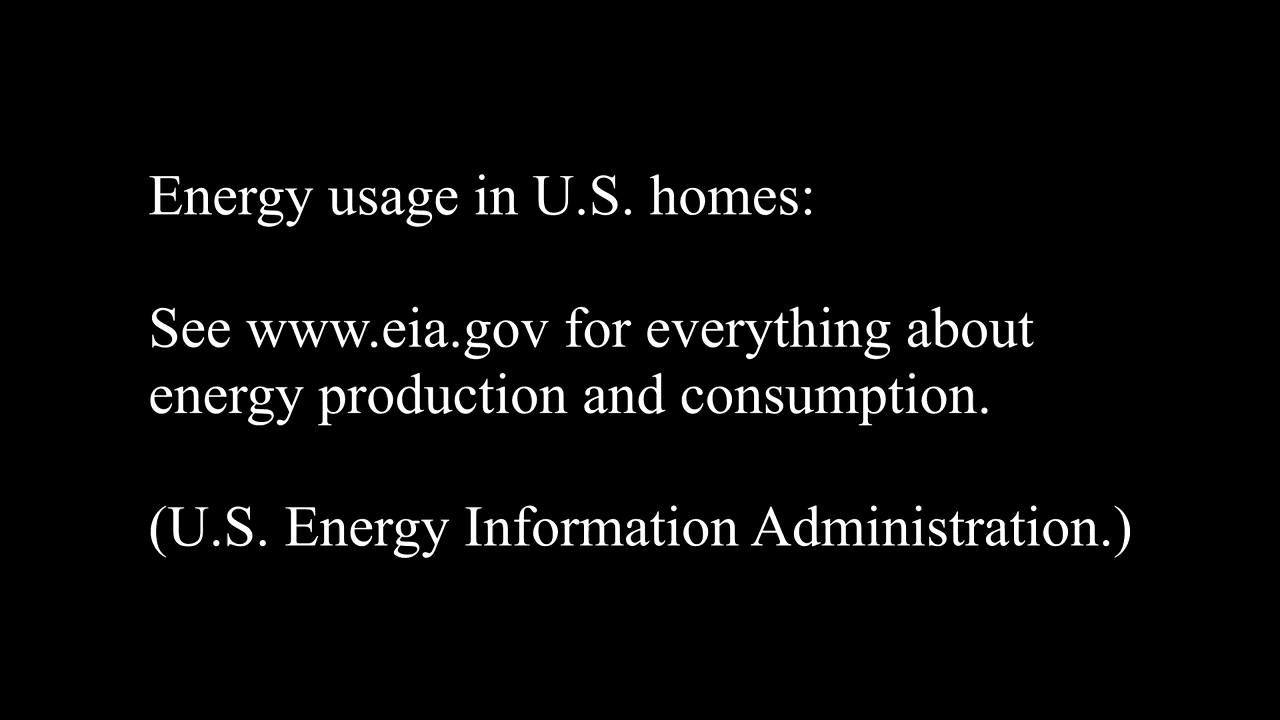 Energy usage in U.S. homes:
See www.eia.gov for everything about
energy production and consumption.
(U.S. Energy Information Administration.)